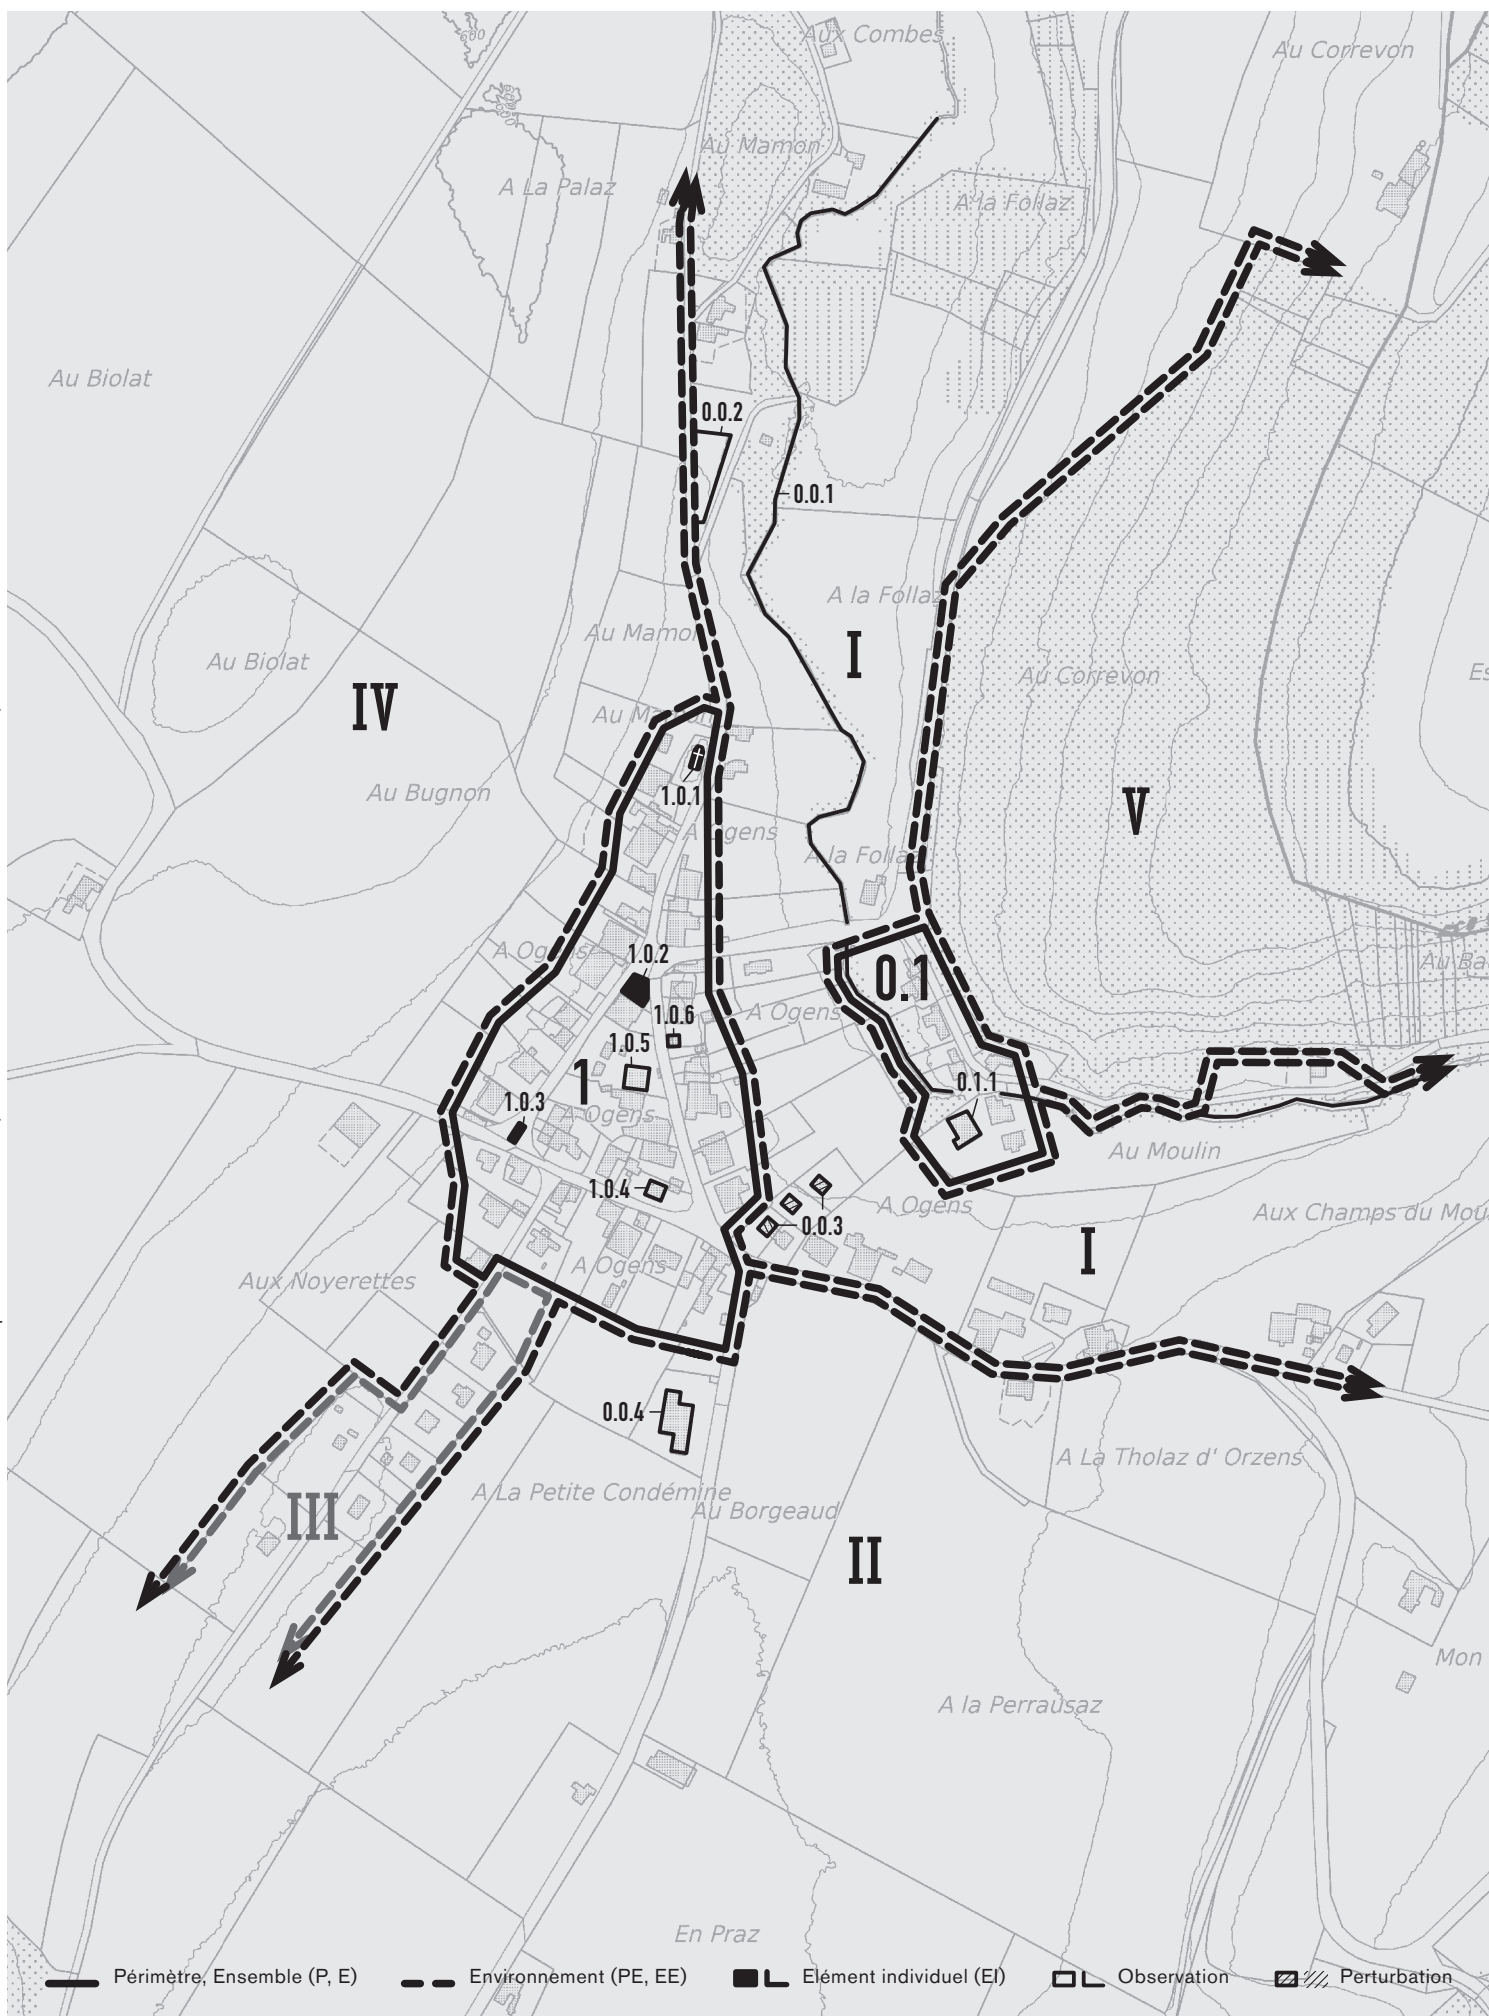 600
Aux Combes
Au Correvon
Au Mamon
A La Palaz
A la Follaz
Au Biolat
0.0.2
0.0.1
A la Follaz
Au Mamon
I
Au Biolat
Au Correvon
IV
Au Mamon
1.0.1
Au Bugnon
V
A Ogens
A la Follaz
A Ogens
1.0.2
0.1
Au Ba
1.0.6
A Ogens
1.0.5
1
1.0.3
A Ogens
0.1.1
Au Moulin
1.0.4
A Ogens
Aux Champs du Mou
0.0.3
I
A Ogens
Aux Noyerettes
0.0.4
A La Tholaz d' Orzens
A La Petite Condémine
Au Borgeaud
III
II
Mon
A la Perrausaz
En Praz
Périmètre, Ensemble (P, E) Environnement (PE, EE) Elément individuel (EI) Observation Perturbation